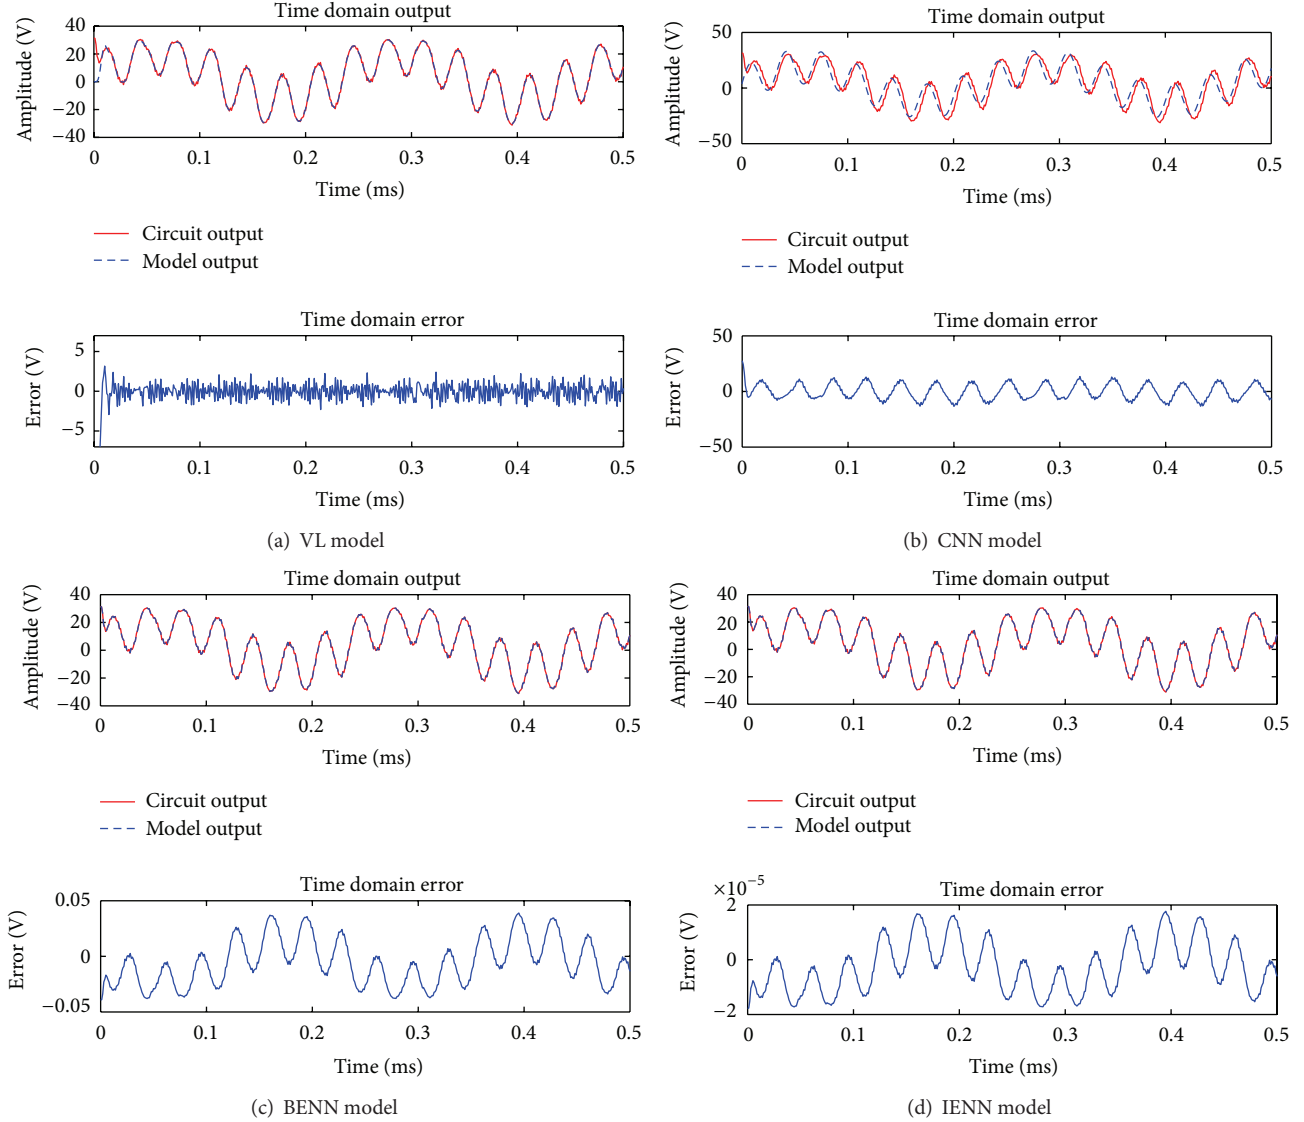 Time domain output
Amplitude (V)
40
20
0
−20
−40
0 0.1 0.2 0.3 0.4 0.5
Time (ms)
Circuit output
Model output
Time domain error
Error (V)
5
0
−5
0 0.1 0.2 0.3 0.4 0.5
Time (ms)
(a) VL model
Time domain output
Amplitude (V)
50
0
−50
0 0.1 0.2 0.3 0.4 0.5
Time (ms)
Circuit output
Model output
Time domain error
Error (V)
50
0
−50
0 0.1 0.2 0.3 0.4 0.5
Time (ms)
(b) CNN model
Time domain output
Amplitude (V)
40
20
0
−20
−40
0 0.1 0.2 0.3 0.4 0.5
Time (ms)
Circuit output
Model output
Time domain error
Error (V)
0.05
0
−0.05
0 0.1 0.2 0.3 0.4 0.5
Time (ms)
(c) BENN model
Time domain output
Amplitude (V)
40
20
0
−20
−40
0 0.1 0.2 0.3 0.4 0.5
Time (ms)
Circuit output
Model output
×10⁻⁵
Time domain error
Error (V)
2
0
−2
0 0.1 0.2 0.3 0.4 0.5
Time (ms)
(d) IENN model